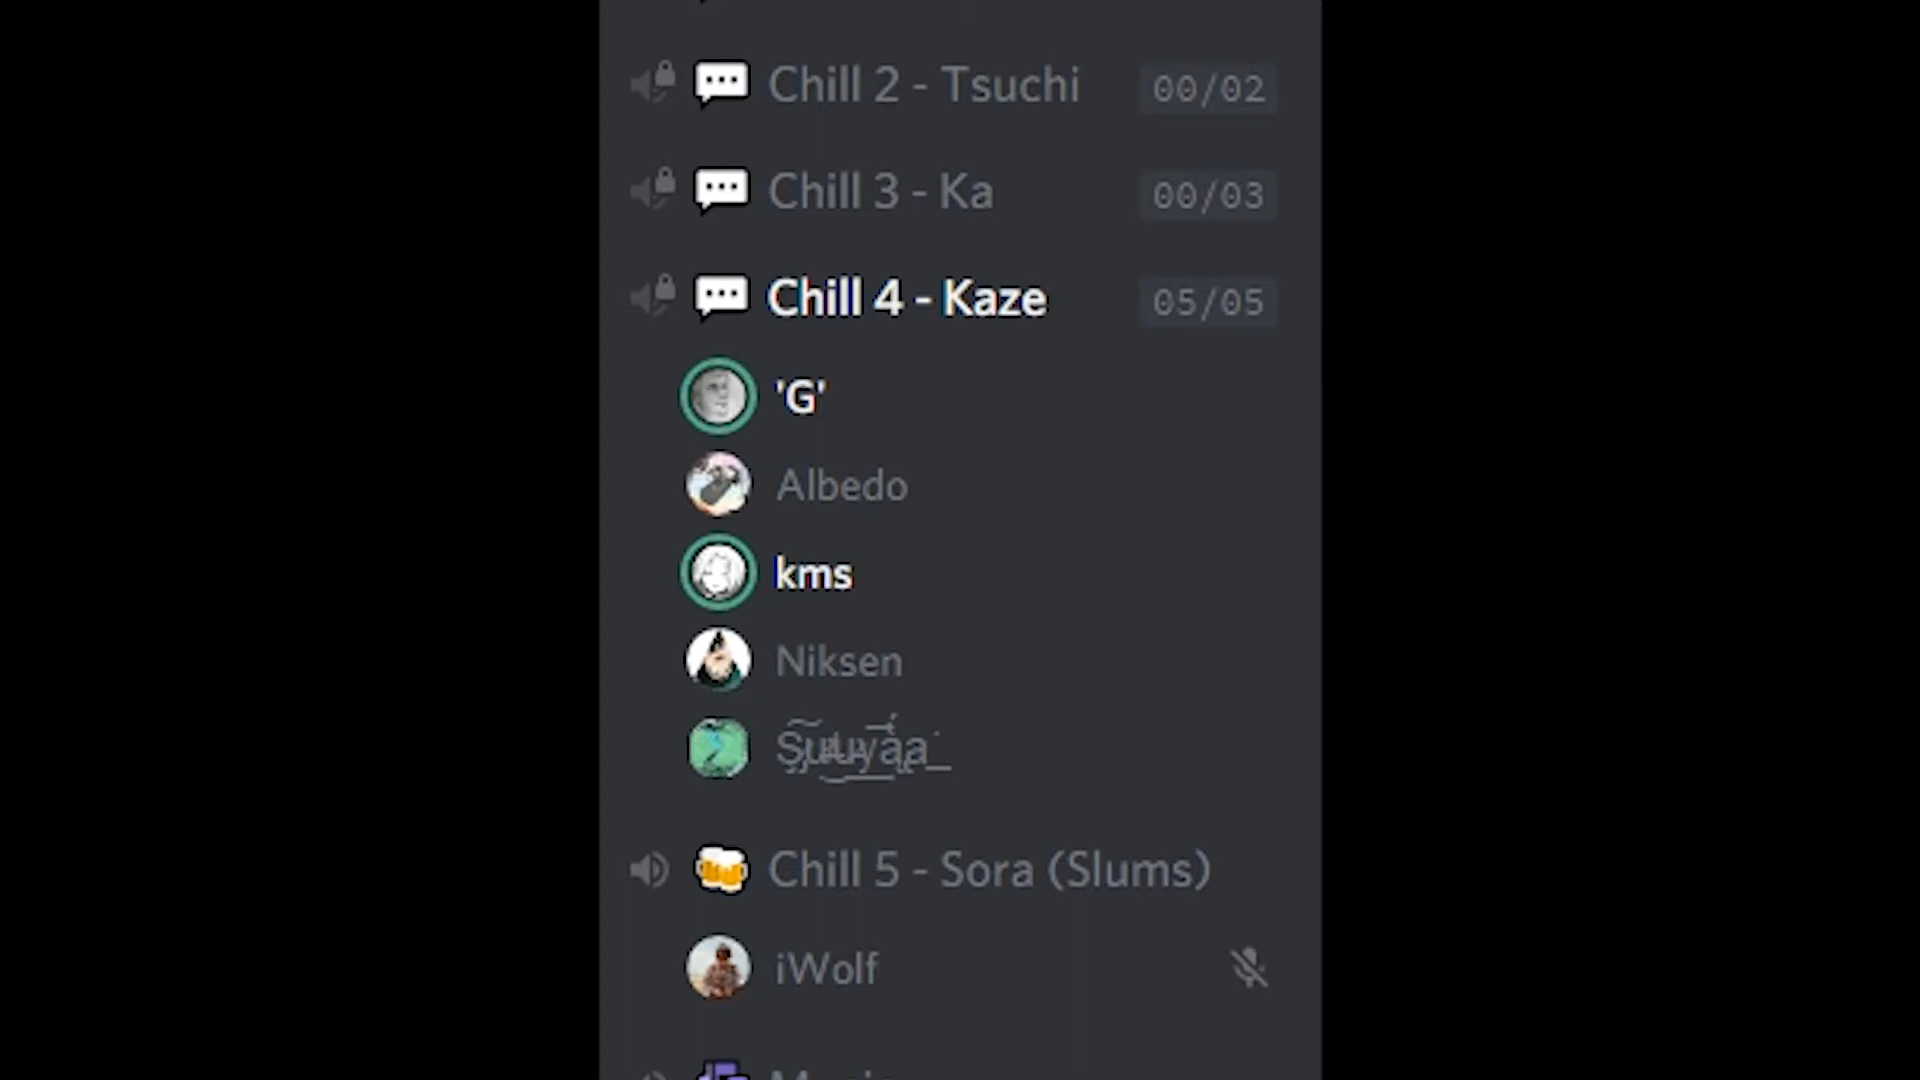 Chill 2 - Tsuchi 00/02
Chill 3 - Ka 00/03
Chill 4 - Kaze 05/05
'G'
Albedo
kms
Niksen
Chill 5 - Sora (Slums)
iWolf